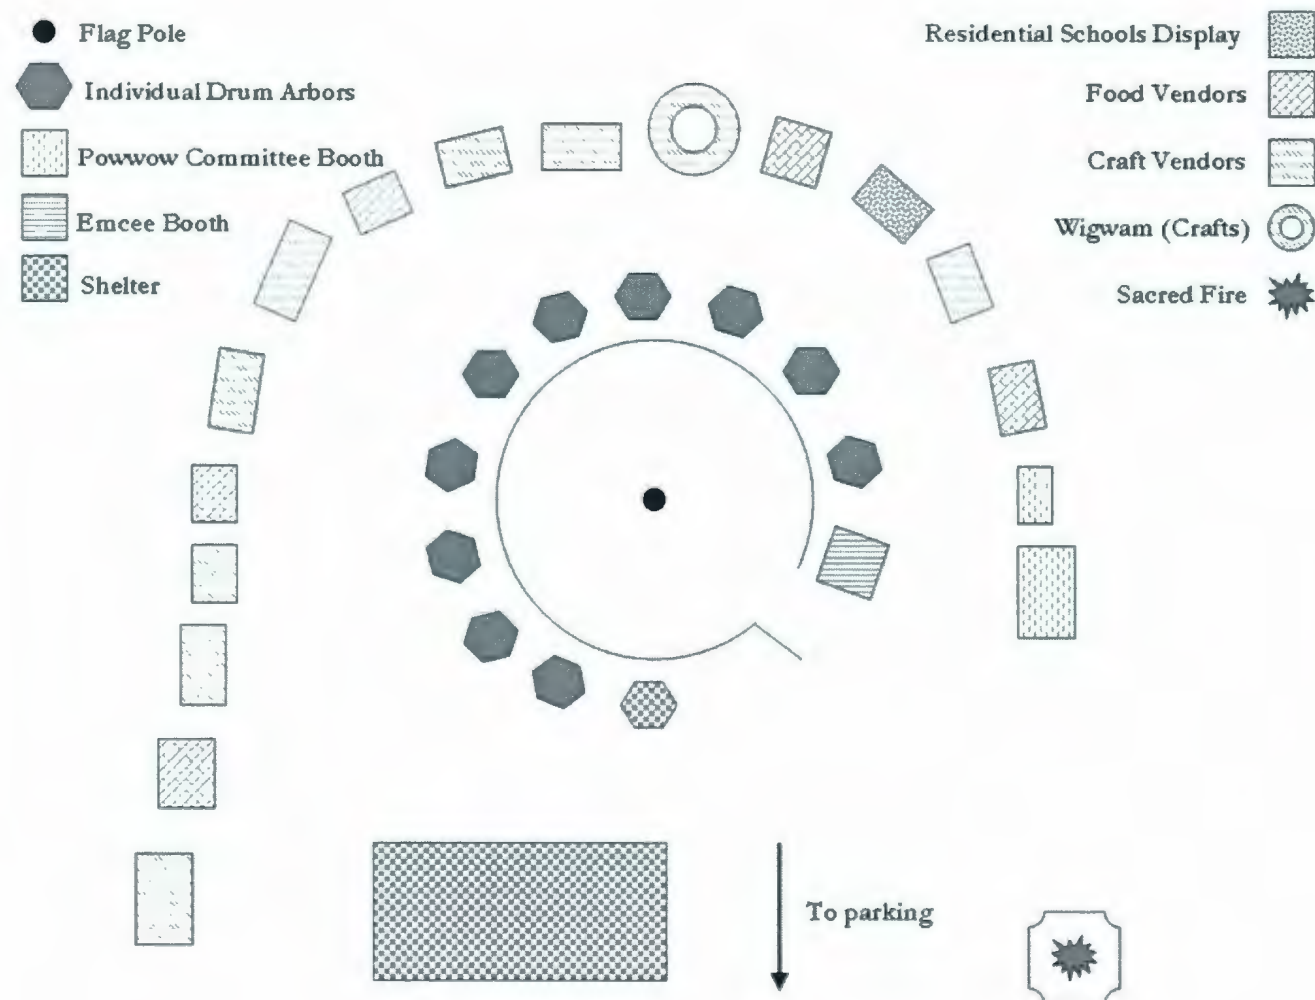 Flag Pole
Individual Drum Arbors
Powwow Committee Booth
Emcee Booth
Shelter
Residential Schools Display
Food Vendors
Craft Vendors
Wigwam (Crafts)
Sacred Fire
To parking